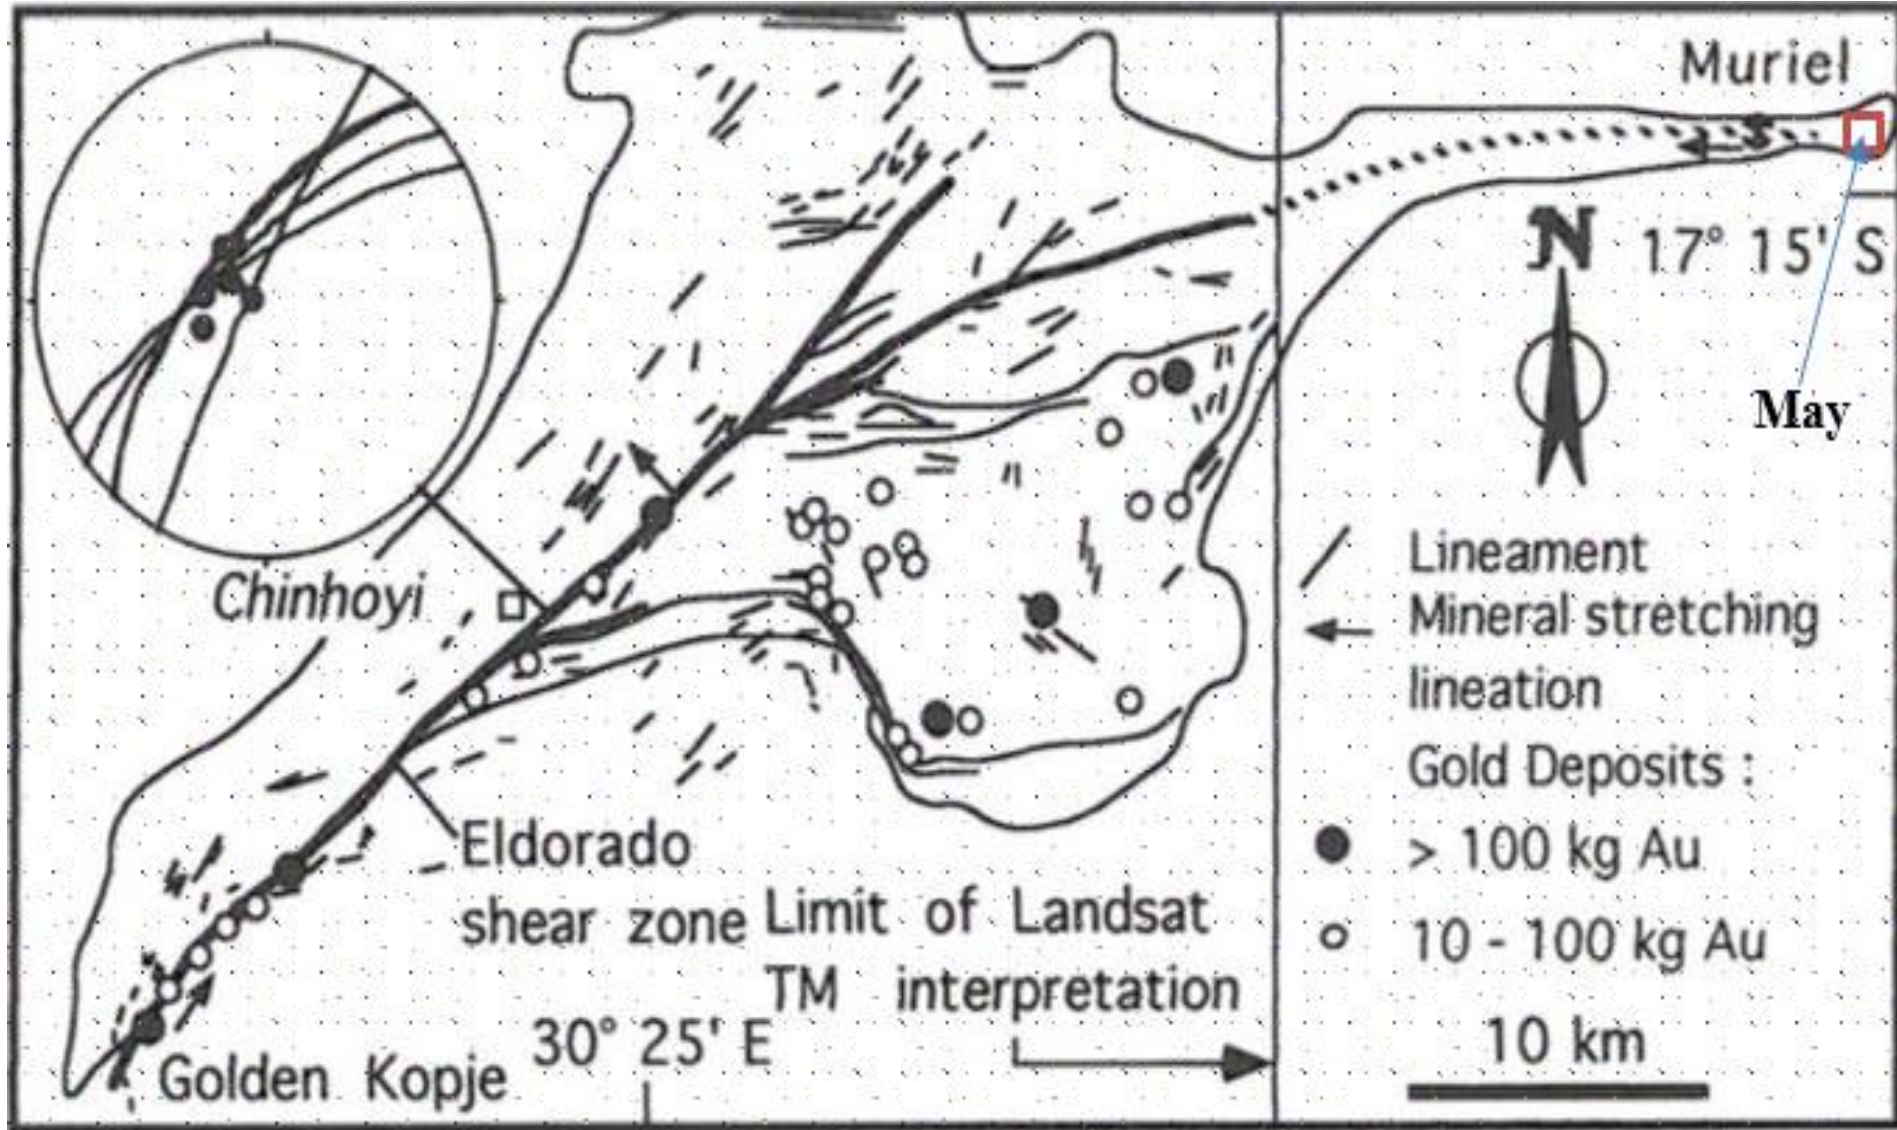 Muriel
N
17° 15' S
May
Chinhoyi
Lineament
Mineral stretching
lineation
Gold Deposits :
> 100 kg Au
10 - 100 kg Au
10 km
Eldorado
shear zone
Limit of Landsat
TM interpretation
30° 25' E
Golden Kopje